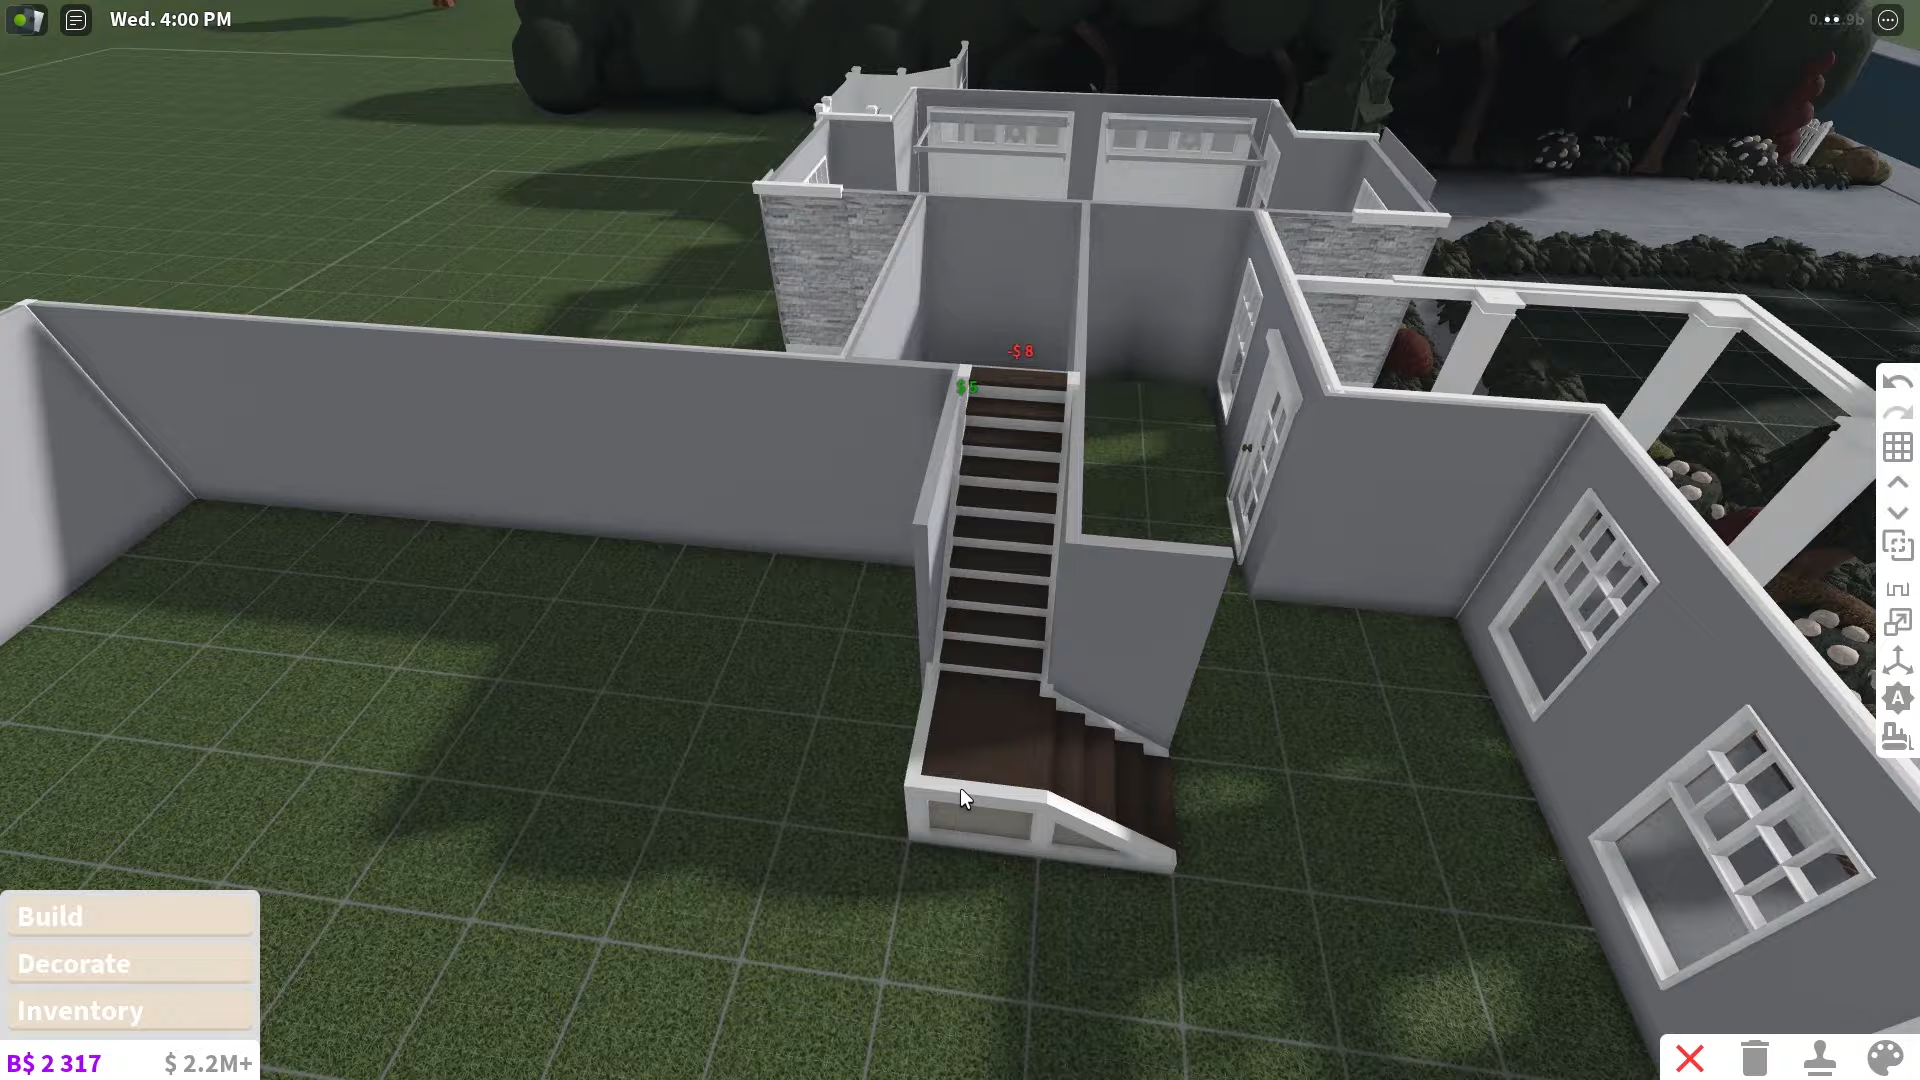 Wed. 4:00 PM
-$ 8
$ 5
A
Build
Decorate
Inventory
B$ 2 317
$ 2.2M+